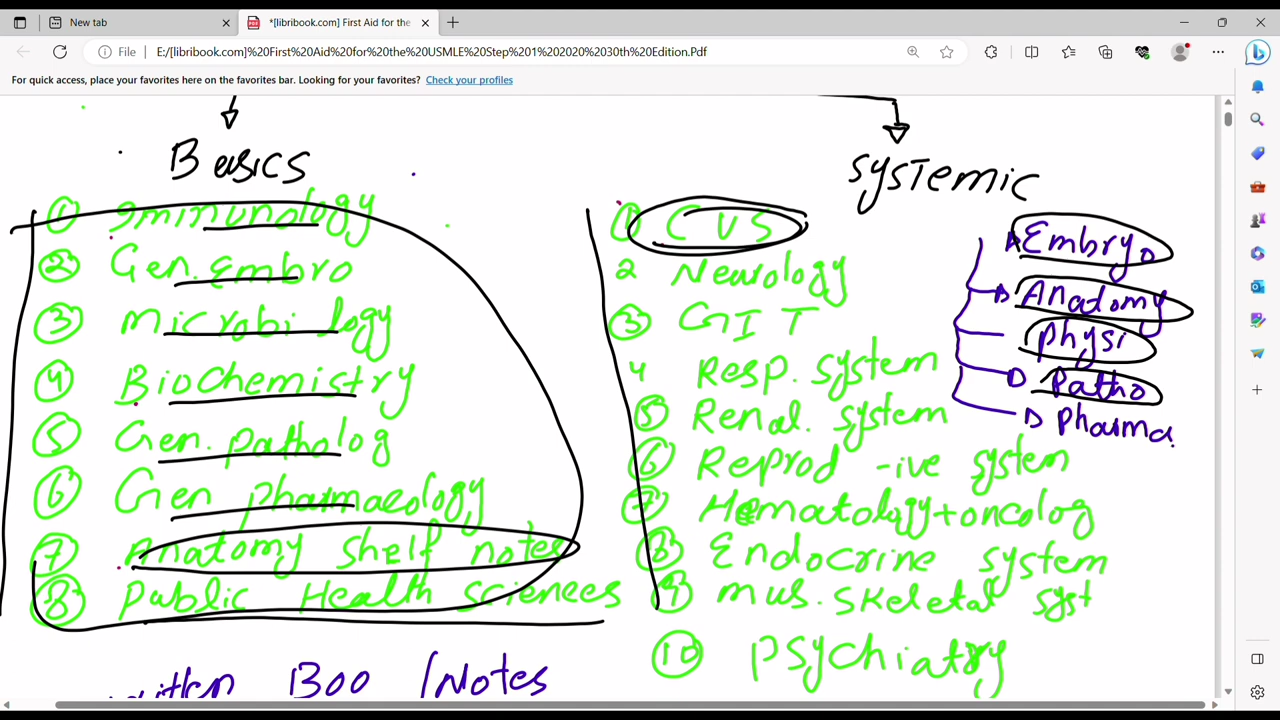 New tab
*[libribook.com] First Aid for the
File
E:/[libribook.com]%20First%20Aid%20for%20the%20USMLE%20Step%201%202020%2030th%20Edition.Pdf
For quick access, place your favorites here on the favorites bar. Looking for your favorites? Check your profiles
Basics
① Immunology
② Gen. Embro
③ Microbiology
④ Biochemistry
⑤ Gen. patholog
⑥ Gen pharmacology
⑦ Anatomy shelf notes
⑧ Public Health sciences
Systemic
① CVS
2 Neurology
③ GIT
4 Resp. system
⑤ Renal. system
⑥ Reprod -ive system
⑦ Hematology+oncolog
⑧ Endocrine system
⑨ mus. skeletal syst
⑩ psychiatry
Embryo
Anatomy
physi
patho
pharma
notes